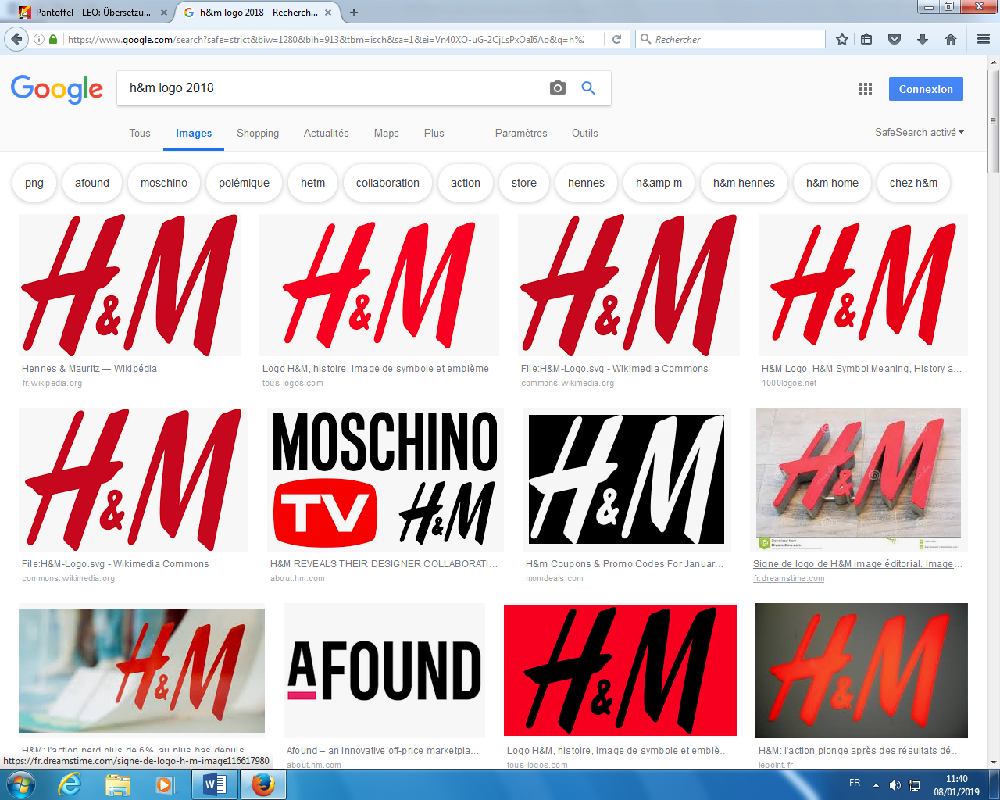 Pantoffel - LEO: Übersetzu...
h&m logo 2018 - Recherch...
https://www.google.com/search?safe=strict&biw=1280&bih=913&tbm=isch&sa=1&ei=Vn40XO-uG-2CjLsPxOaI6Ao&q=h%2
Rechercher
Google
h&m logo 2018
Connexion
Tous Images Shopping Actualités Maps Plus Paramètres Outils
SafeSearch activé
png afound moschino polémique hetm collaboration action store hennes h&amp m h&m hennes h&m home chez h&m
H&M H&M H&M H&M
Hennes & Mauritz — Wikipédia
fr.wikipedia.org
Logo H&M, histoire, image de symbole et emblème
tous-logos.com
File:H&M-Logo.svg - Wikimedia Commons
commons.wikimedia.org
H&M Logo, H&M Symbol Meaning, History a...
1000logos.net
H&M
MOSCHINO
TV H&M
H&M
H&M
Download from
Dreamstime.com
File:H&M-Logo.svg - Wikimedia Commons
commons.wikimedia.org
H&M REVEALS THEIR DESIGNER COLLABORATI...
about.hm.com
H&m Coupons & Promo Codes For Januar...
momdeals.com
Signe de logo de H&M image éditorial. Image...
fr.dreamstime.com
H&M
AFOUND
H&M
H&M
H&M: l'action perd plus de 6%, au plus bas depuis
Afound – an innovative off-price marketpla...
about.hm.com
Logo H&M, histoire, image de symbole et emblè...
tous-logos.com
H&M: l'action plonge après des résultats dé...
lepoint.fr
https://fr.dreamstime.com/signe-de-logo-h-m-image116617980
FR
11:40
08/01/2019